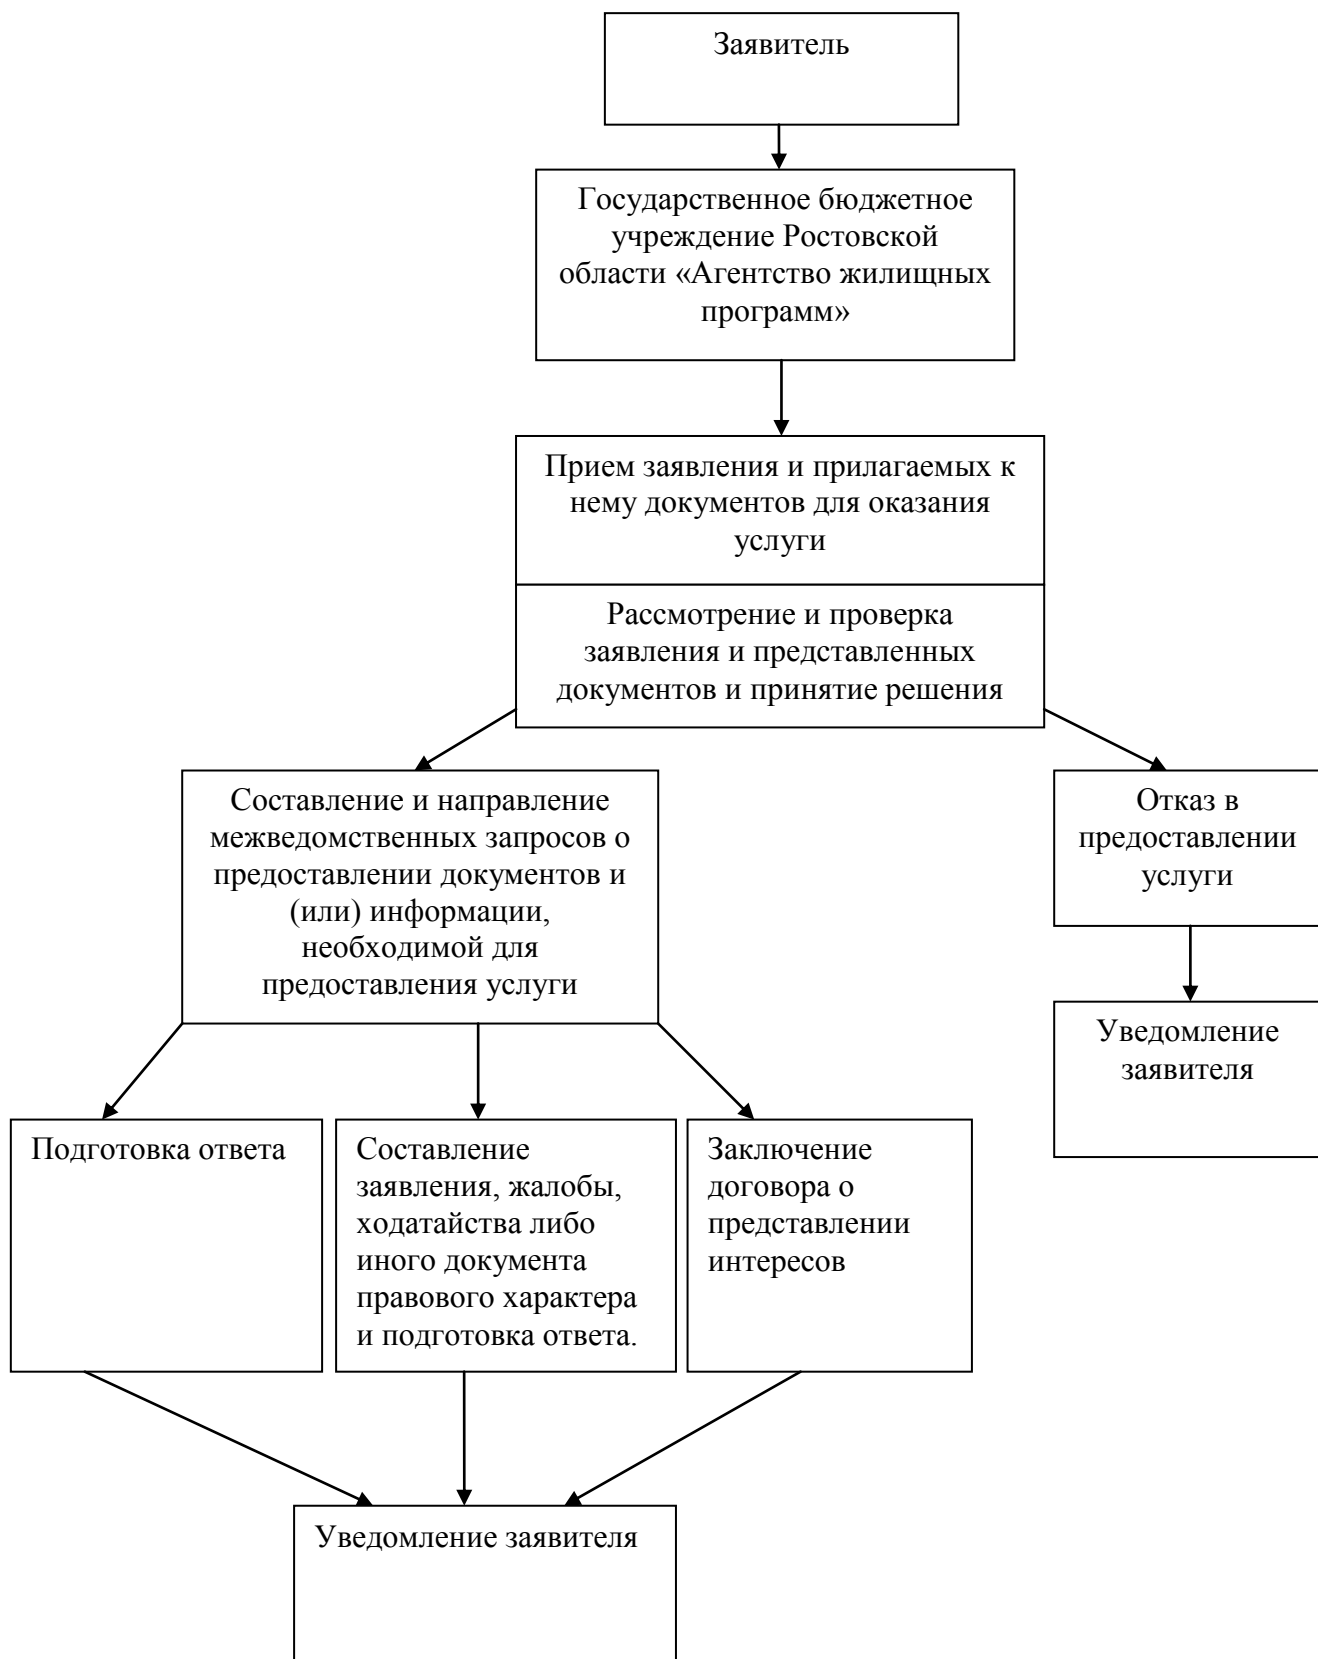 Заявитель
Государственное бюджетное
учреждение Ростовской
области «Агентство жилищных
программ»
Прием заявления и прилагаемых к
нему документов для оказания
услуги
Рассмотрение и проверка
заявления и представленных
документов и принятие решения
Составление и направление
межведомственных запросов о
предоставлении документов и
(или) информации,
необходимой для
предоставления услуги
Отказ в
предоставлении
услуги
Уведомление
заявителя
Подготовка ответа
Составление
заявления, жалобы,
ходатайства либо
иного документа
правового характера
и подготовка ответа.
Заключение
договора о
представлении
интересов
Уведомление заявителя